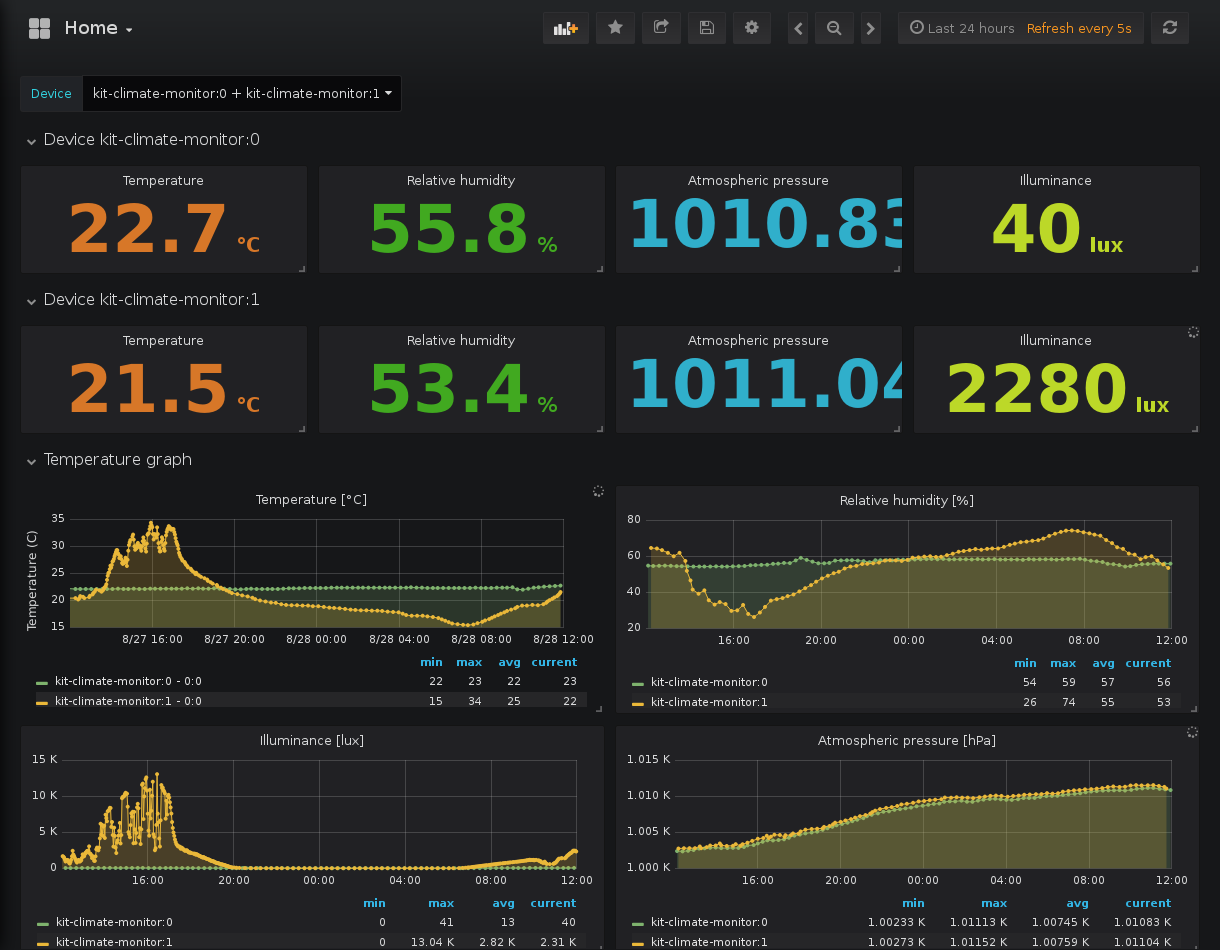 Home
Last 24 hours Refresh every 5s
Device kit-climate-monitor:0 + kit-climate-monitor:1
Device kit-climate-monitor:0
Temperature Relative humidity Atmospheric pressure Illuminance
22.7 °C 55.8 % 1010.83 40 lux
Device kit-climate-monitor:1
Temperature Relative humidity Atmospheric pressure Illuminance
21.5 °C 53.4 % 1011.04 2280 lux
Temperature graph
Temperature [°C]
Temperature (C)
35
30
25
20
15
8/27 16:00 8/27 20:00 8/28 00:00 8/28 04:00 8/28 08:00 8/28 12:00
min max avg current
kit-climate-monitor:0 - 0:0 22 23 22 23
kit-climate-monitor:1 - 0:0 15 34 25 22
Relative humidity [%]
80
60
40
20
16:00 20:00 00:00 04:00 08:00 12:00
min max avg current
kit-climate-monitor:0 54 59 57 56
kit-climate-monitor:1 26 74 55 53
Illuminance [lux]
15 K
10 K
5 K
0
16:00 20:00 00:00 04:00 08:00 12:00
min max avg current
kit-climate-monitor:0 0 41 13 40
kit-climate-monitor:1 0 13.04 K 2.82 K 2.31 K
Atmospheric pressure [hPa]
1.015 K
1.010 K
1.005 K
1.000 K
16:00 20:00 00:00 04:00 08:00 12:00
min max avg current
kit-climate-monitor:0 1.00233 K 1.01113 K 1.00745 K 1.01083 K
kit-climate-monitor:1 1.00273 K 1.01152 K 1.00759 K 1.01104 K